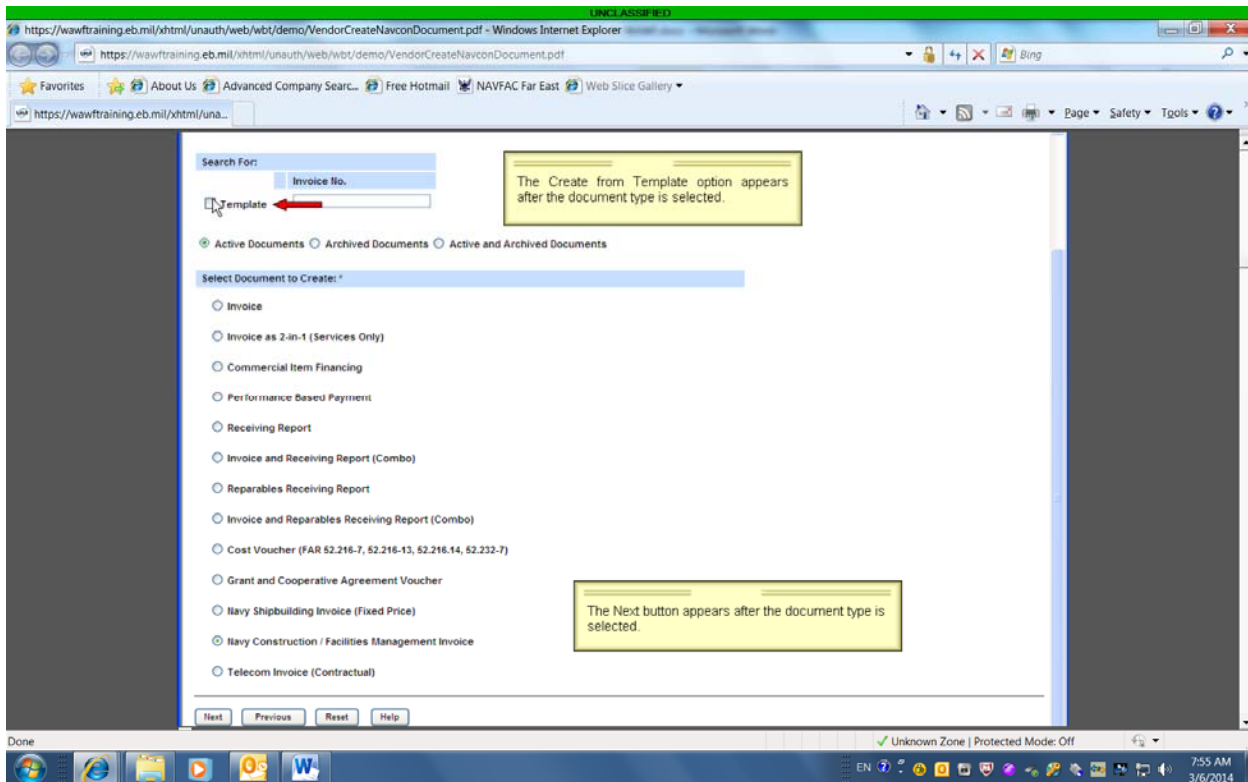 UNCLASSIFIED
https://wawftraining.eb.mil/xhtml/unauth/web/wbt/demo/VendorCreateNavconDocument.pdf - Windows Internet Explorer
https://wawftraining.eb.mil/xhtml/unauth/web/wbt/demo/VendorCreateNavconDocument.pdf
Bing
Favorites About Us Advanced Company Searc... Free Hotmail NAVFAC Far East Web Slice Gallery
https://wawftraining.eb.mil/xhtml/una...
Page Safety Tools
Search For:
Invoice No.
Template
The Create from Template option appears
after the document type is selected.
Active Documents Archived Documents Active and Archived Documents
Select Document to Create: *
Invoice
Invoice as 2-in-1 (Services Only)
Commercial Item Financing
Performance Based Payment
Receiving Report
Invoice and Receiving Report (Combo)
Reparables Receiving Report
Invoice and Reparables Receiving Report (Combo)
Cost Voucher (FAR 52.216-7, 52.216-13, 52.216.14, 52.232-7)
Grant and Cooperative Agreement Voucher
Navy Shipbuilding Invoice (Fixed Price)
The Next button appears after the document type is
selected.
Navy Construction / Facilities Management Invoice
Telecom Invoice (Contractual)
Next Previous Reset Help
Done
Unknown Zone | Protected Mode: Off
EN
7:55 AM
3/6/2014